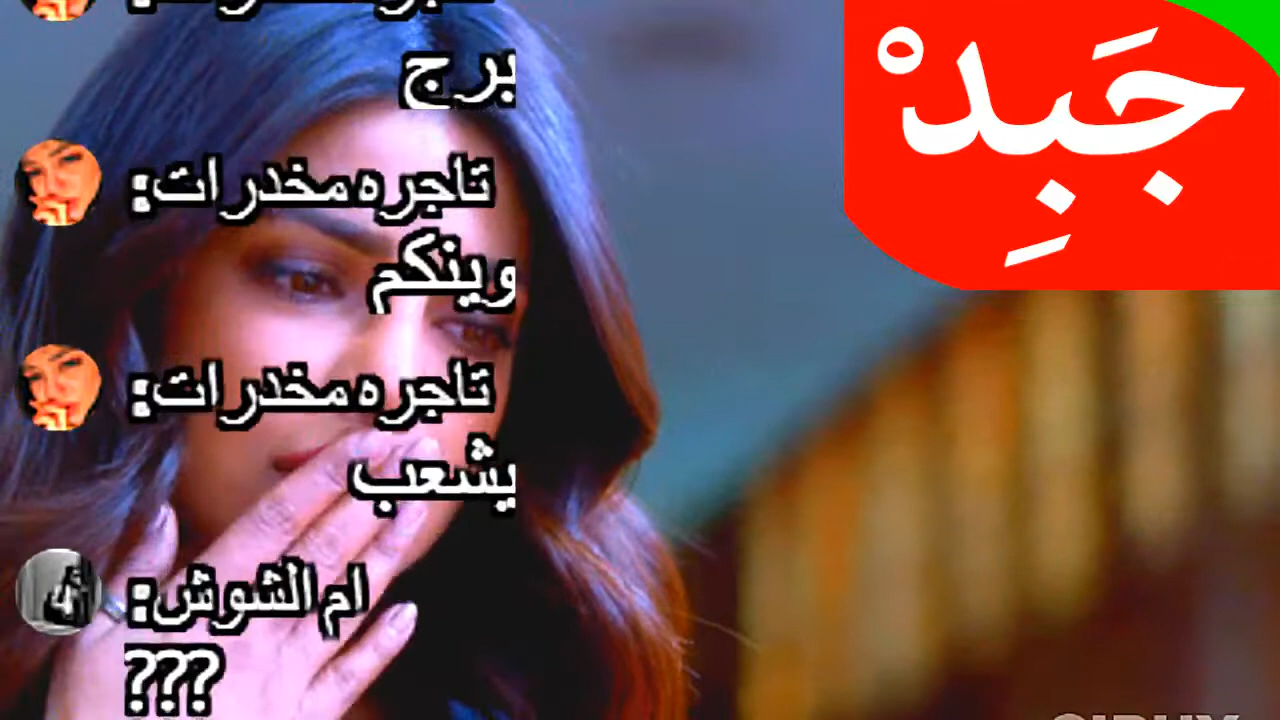 برج
جَبِدْه
تاجره مخدرات:
وينكم
تاجره مخدرات:
يشعب
ام الشوش:
???